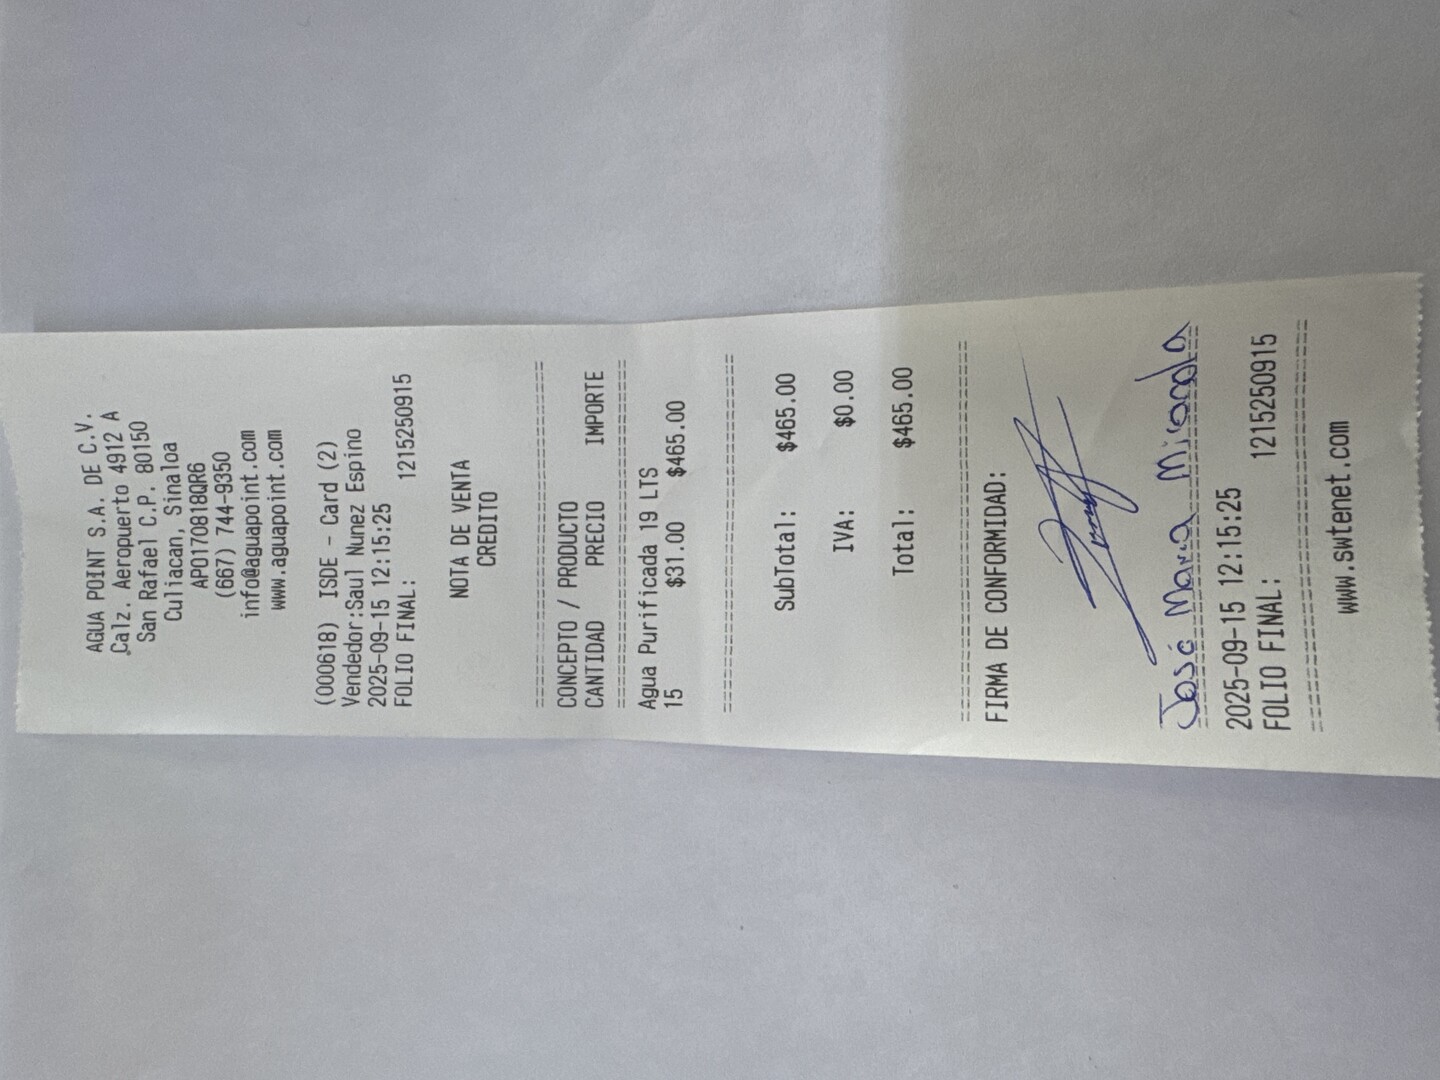 AGUA POINT S.A. DE C.V.
Calz. Aeropuerto 4912 A
San Rafael C.P. 80150
Culiacan, Sinaloa
APO170818QR6
(667) 744-9350
info@aguapoint.com
www.aguapoint.com
(000618) ISDE - Card (2)
Vendedor:Saul Nunez Espino
2025-09-15 12:15:25
FOLIO FINAL: 1215250915
NOTA DE VENTA
CREDITO
==========================
CONCEPTO / PRODUCTO
CANTIDAD PRECIO IMPORTE
==========================
Agua Purificada 19 LTS
15 $31.00 $465.00
==========================
SubTotal: $465.00
IVA: $0.00
Total: $465.00
==========================
FIRMA DE CONFORMIDAD:
José Maria Miranda
==========================
2025-09-15 12:15:25
FOLIO FINAL: 1215250915
==========================
www.swtenet.com